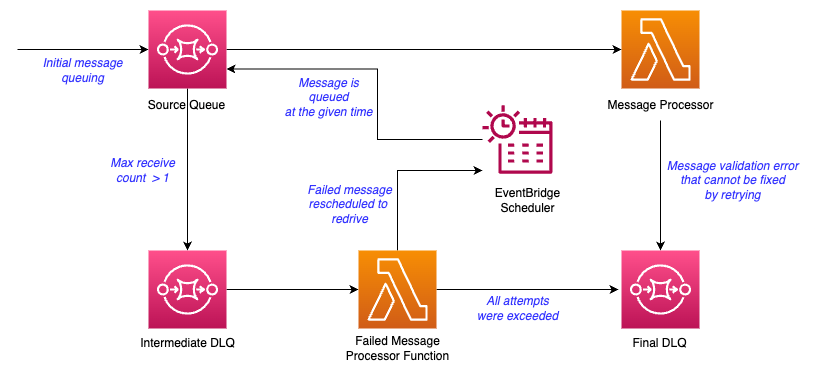 Initial message
queuing
Source Queue
Message is
queued
at the given time
Message Processor
Max receive
count  > 1
Failed message
rescheduled to
redrive
EventBridge
Scheduler
Message validation error
that cannot be fixed
by retrying
Intermediate DLQ
Failed Message
Processor Function
All attempts
were exceeded
Final DLQ